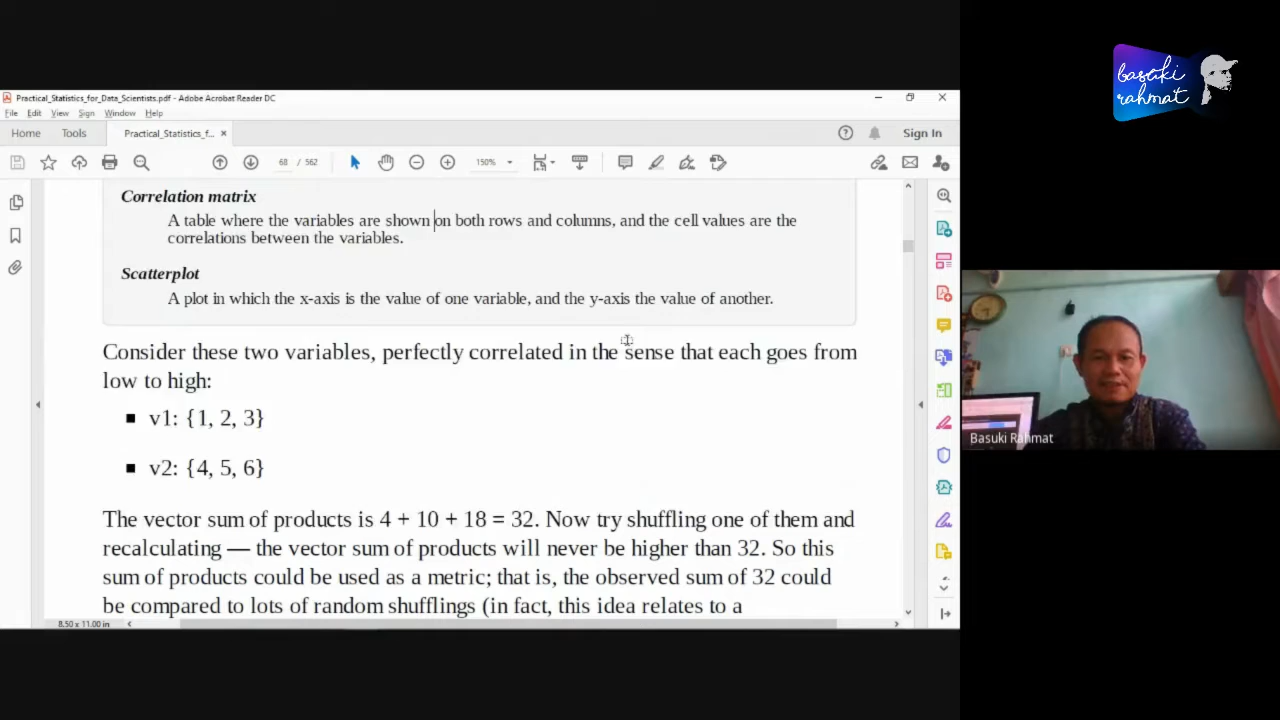 basuki
rahmat
Practical_Statistics_for_Data_Scientists.pdf - Adobe Acrobat Reader DC
File Edit View Sign Window Help
Home Tools Practical_Statistics_f... × Sign In
68 / 562 150%
Correlation matrix
A table where the variables are shown on both rows and columns, and the cell values are the
correlations between the variables.
Scatterplot
A plot in which the x-axis is the value of one variable, and the y-axis the value of another.
Consider these two variables, perfectly correlated in the sense that each goes from
low to high:
■ v1: {1, 2, 3}
■ v2: {4, 5, 6}
The vector sum of products is 4 + 10 + 18 = 32. Now try shuffling one of them and
recalculating — the vector sum of products will never be higher than 32. So this
sum of products could be used as a metric; that is, the observed sum of 32 could
be compared to lots of random shufflings (in fact, this idea relates to a
8.50 x 11.00 in
Basuki Rahmat